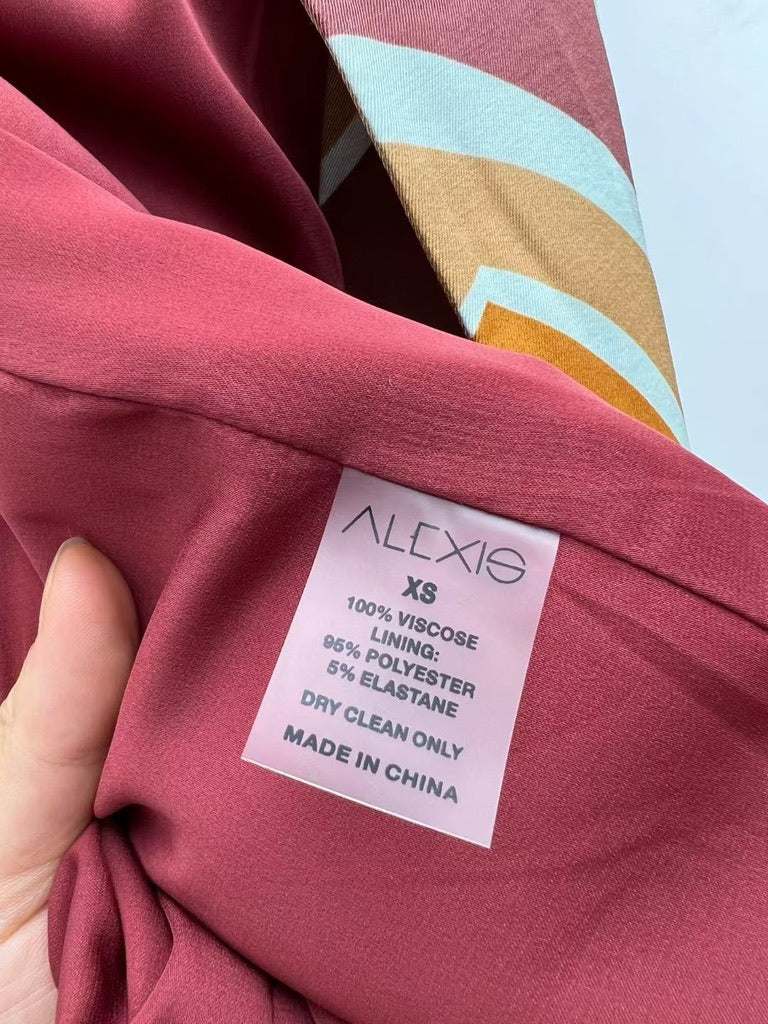 ALEXIS
XS
100% VISCOSE
LINING:
95% POLYESTER
5% ELASTANE
DRY CLEAN ONLY
MADE IN CHINA